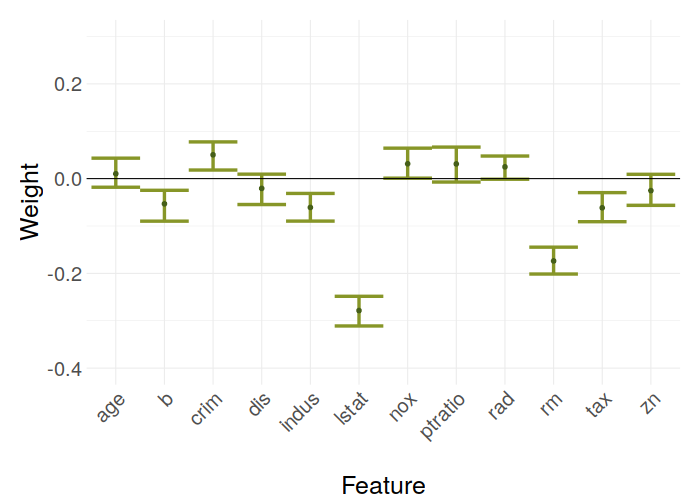 Weight
0.2
0.0
-0.2
-0.4
age b crim dis indus lstat nox ptratio rad rm tax zn
Feature